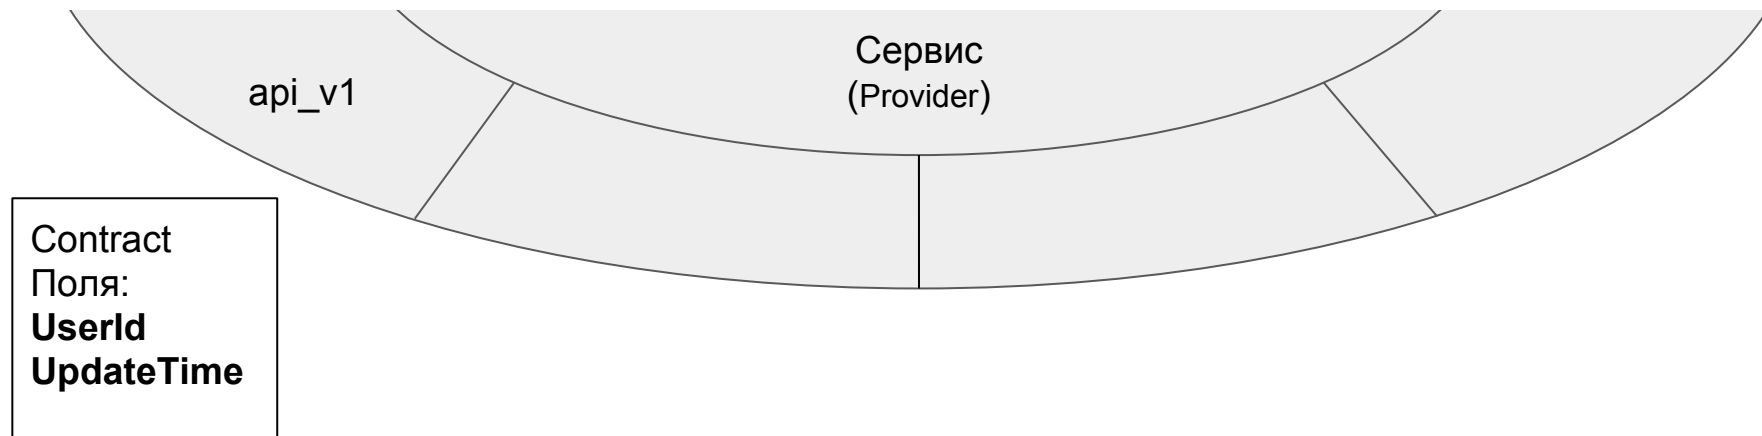 Сервис
(Provider)
api_v1
Contract
Поля:
UserId
UpdateTime